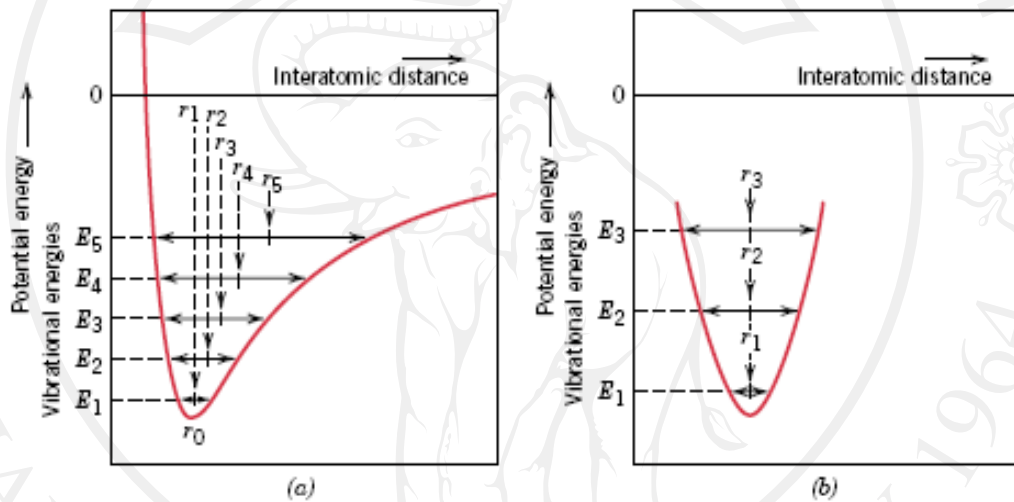 Interatomic distance
0
Potential energy
Vibrational energies
r1
r2
r3
r4
r5
E5
E4
E3
E2
E1
r0
(a)
Interatomic distance
0
Potential energy
Vibrational energies
r3
E3
r2
E2
r1
E1
(b)
1964